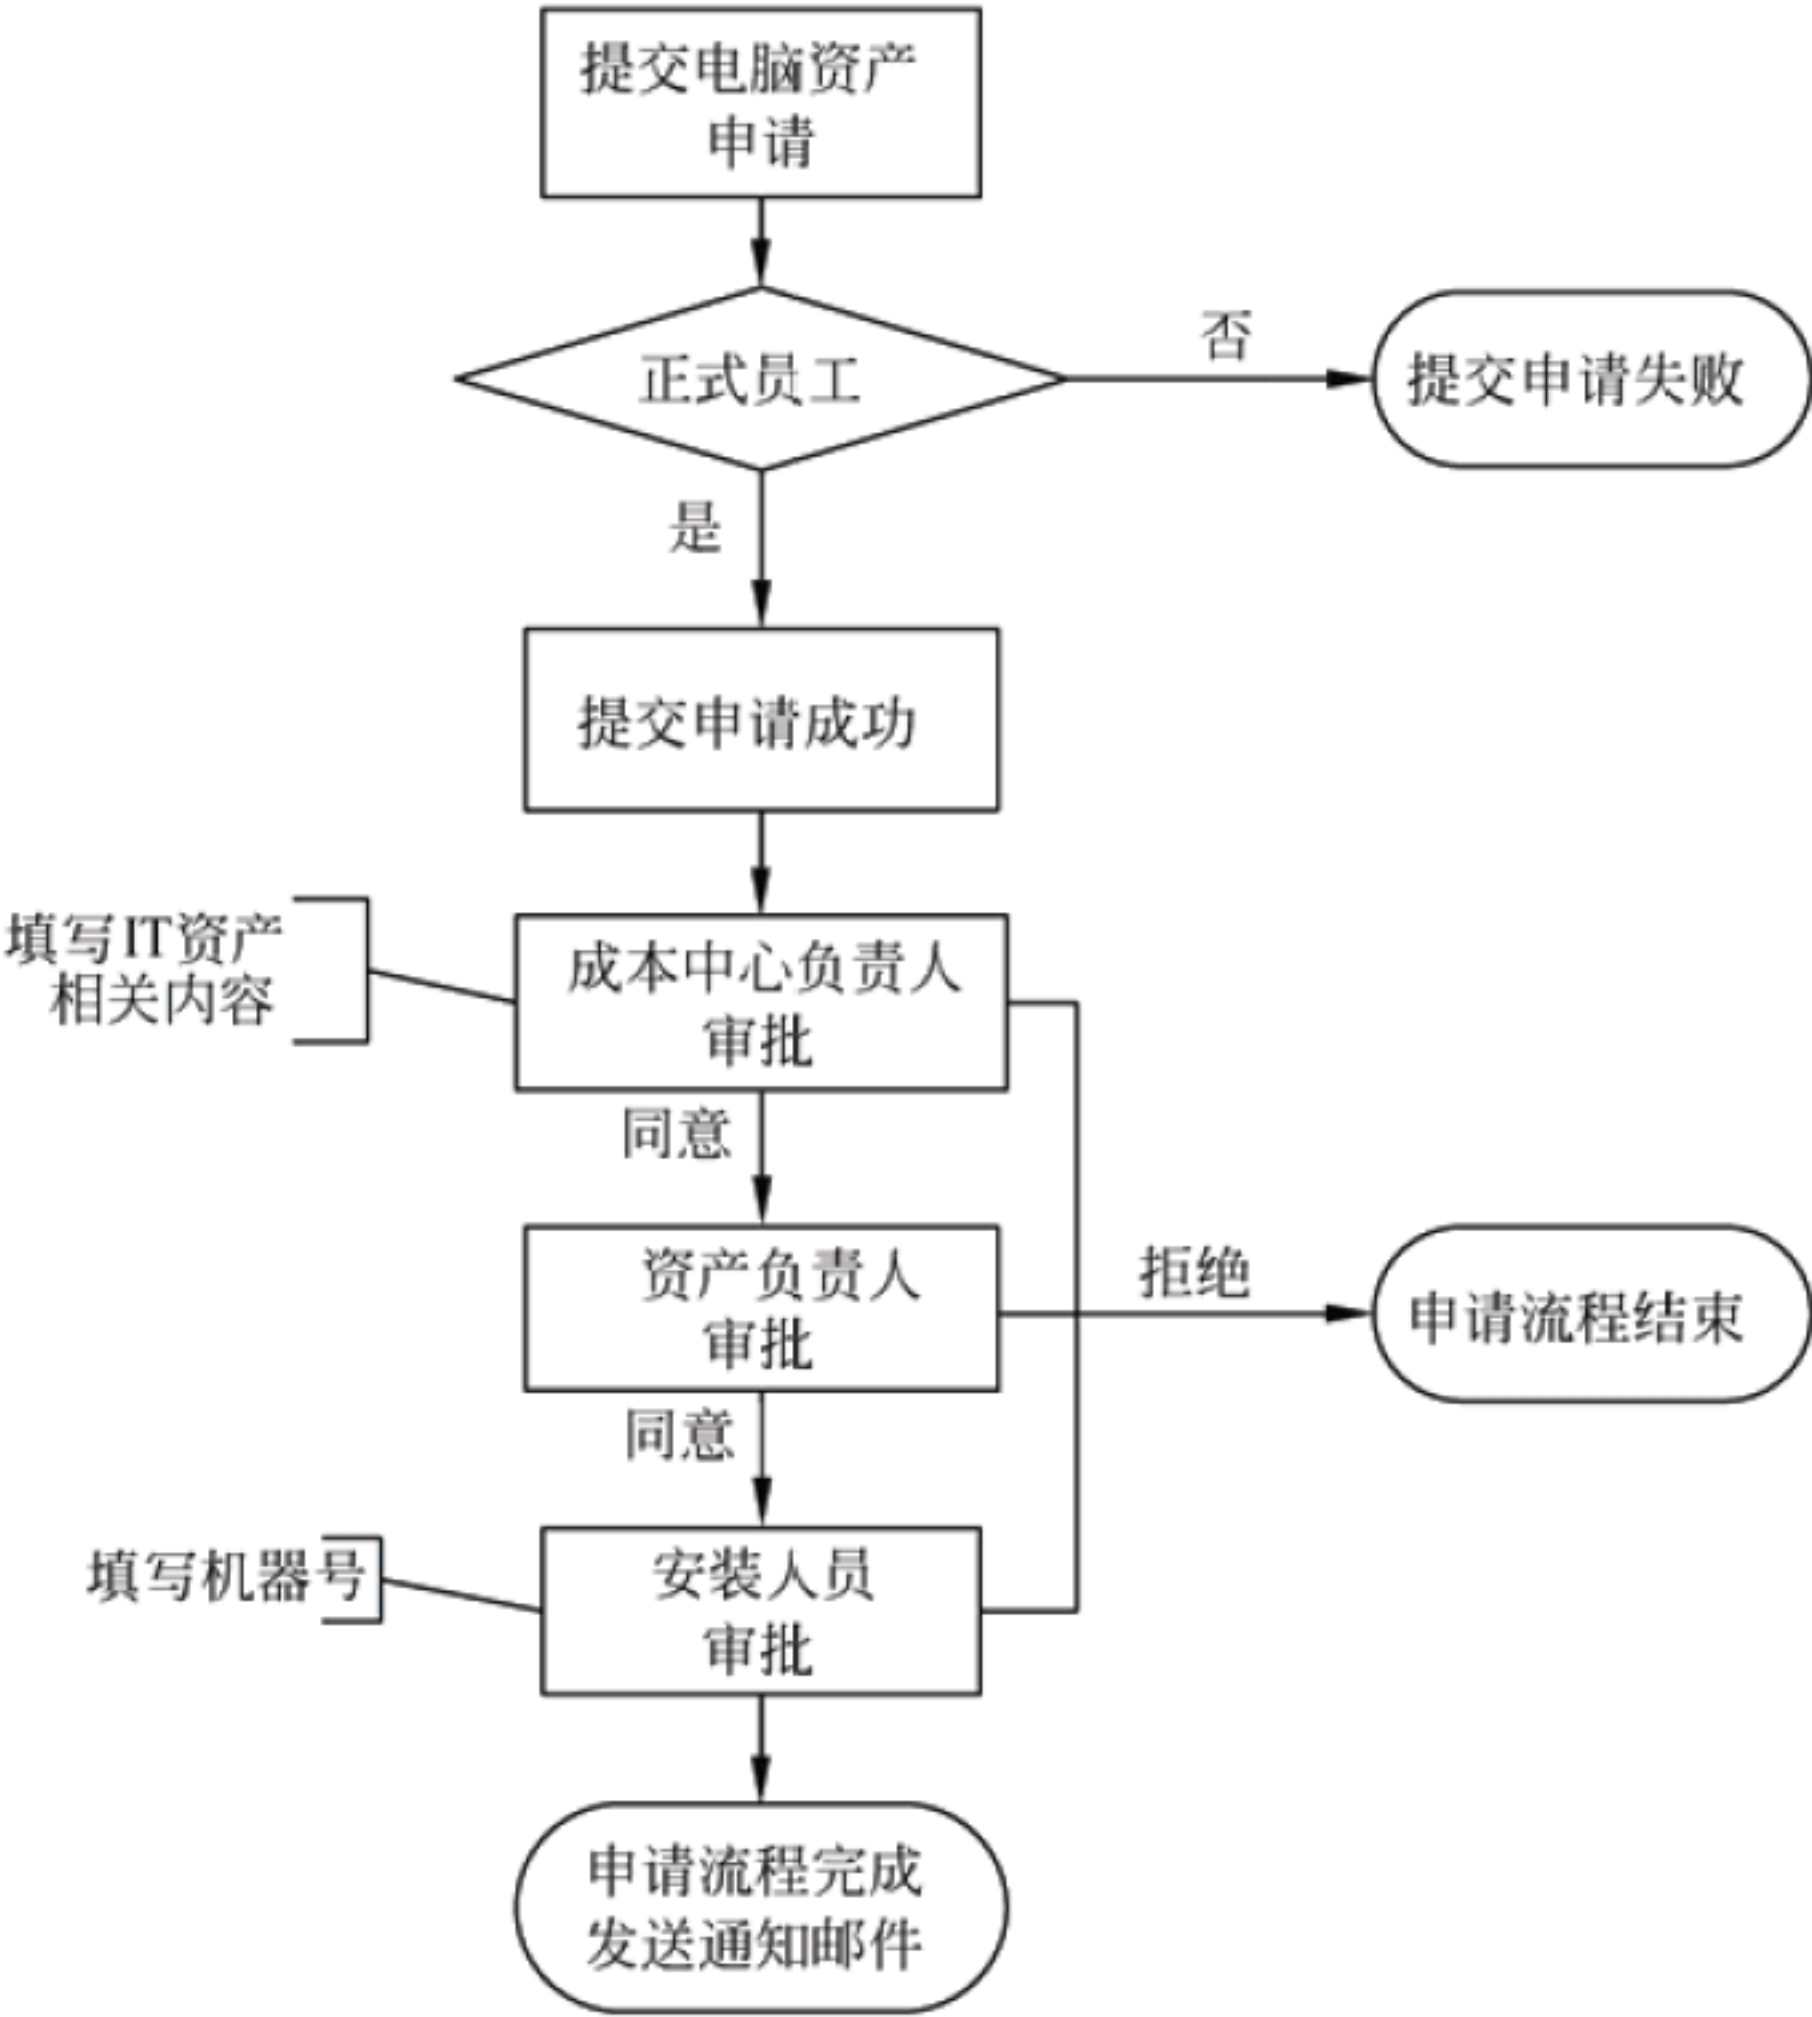 提交电脑资产
申请
正式员工
否
提交申请失败
是
提交申请成功
填写IT资产
相关内容
成本中心负责人
审批
同意
资产负责人
审批
拒绝
申请流程结束
同意
填写机器号
安装人员
审批
申请流程完成
发送通知邮件